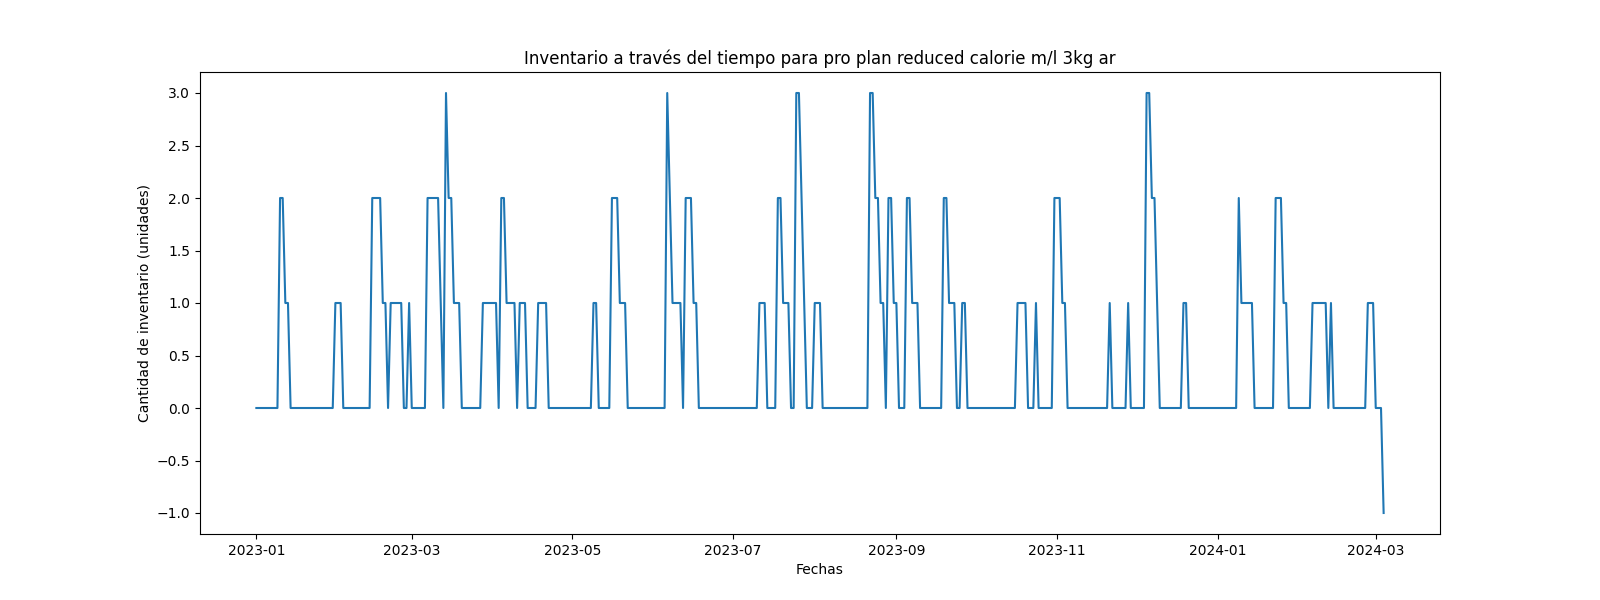 Inventario a través del tiempo para pro plan reduced calorie m/l 3kg ar
Cantidad de inventario (unidades)
3.0
2.5
2.0
1.5
1.0
0.5
0.0
−0.5
−1.0
2023-01 2023-03 2023-05 2023-07 2023-09 2023-11 2024-01 2024-03
Fechas